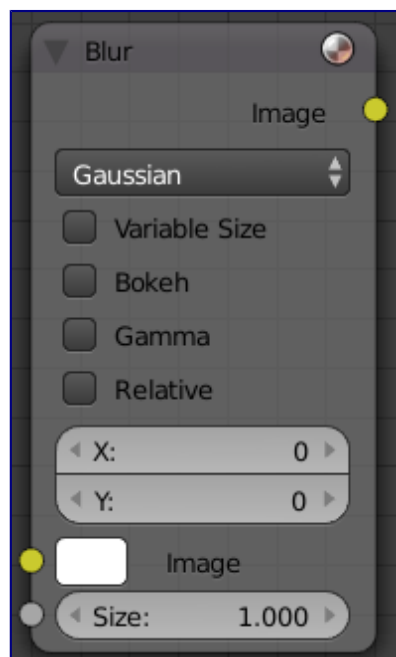 Blur
Image
Gaussian
Variable Size
Bokeh
Gamma
Relative
X: 0
Y: 0
Image
Size: 1.000